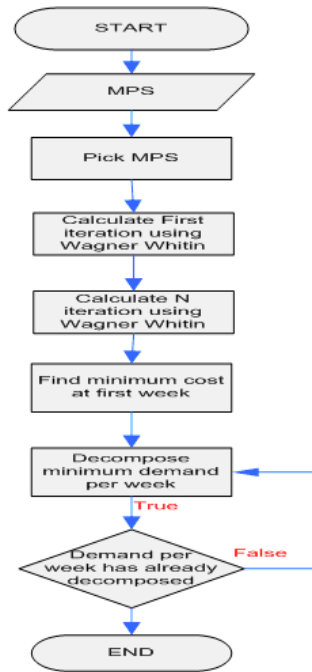 START
MPS
Pick MPS
Calculate First
iteration using
Wagner Whitin
Calculate N
iteration using
Wagner Whitin
Find minimum cost
at first week
Decompose
minimum demand
per week
True
Demand per
week has already
decomposed
False
END